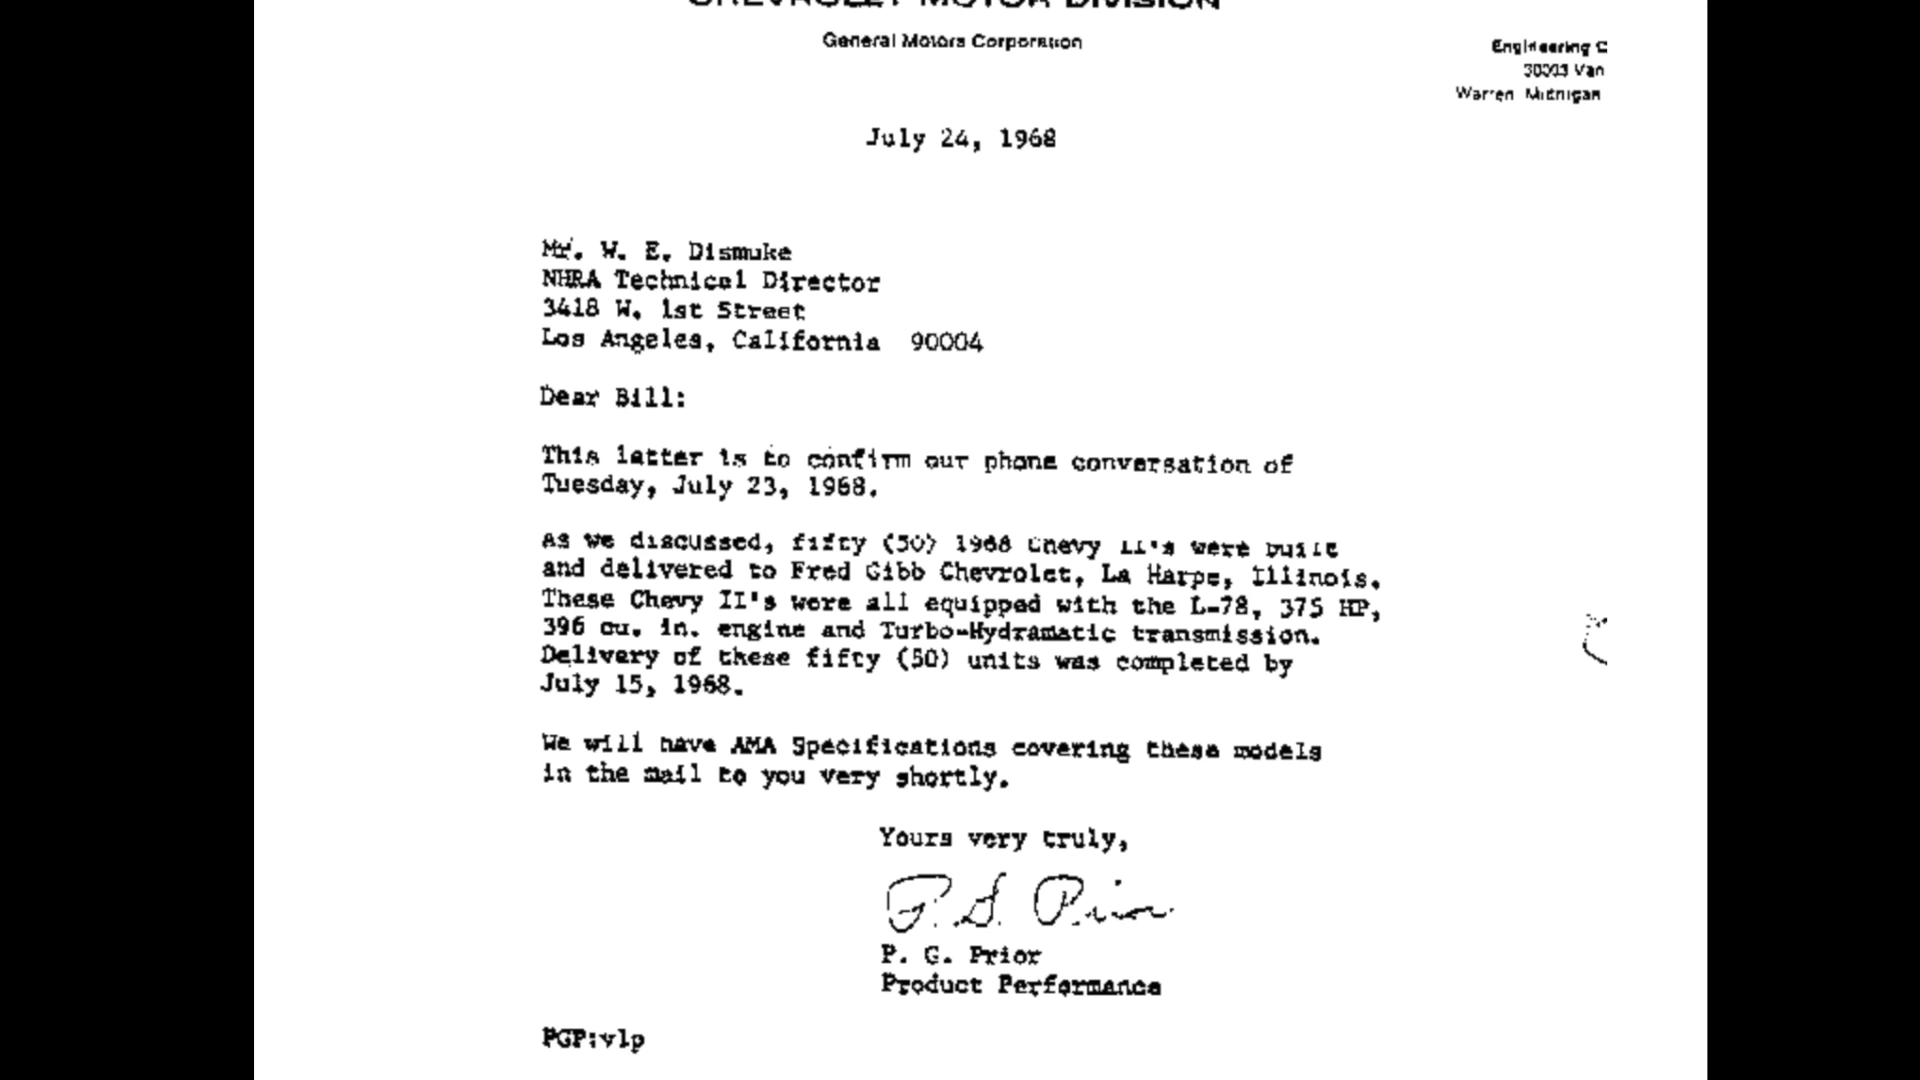 CHEVROLET MOTOR DIVISION
General Motors Corporation
Engineering C
Van
Warren Michigan
July 24, 1968
Mr. W. E. Dismuke
NHRA Technical Director
3418 W. 1st Street
Los Angeles, California 90004
Dear Bill:
This latter is to confirm our phone conversation of
Tuesday, July 23, 1968.
As we discussed, fifty (50) 1968 Chevy II's were built
and delivered to Fred Gibb Chevrolet, La Harpe, Illinois.
These Chevy II's were all equipped with the L-78, 375 HP,
396 cu. in. engine and Turbo-Hydramatic transmission.
Delivery of these fifty (50) units was completed by
July 15, 1968.
We will have AMA Specifications covering these models
in the mail to you very shortly.
Yours very truly,
P. G. Prior
P. G. Prior
Product Performance
PGP:vlp